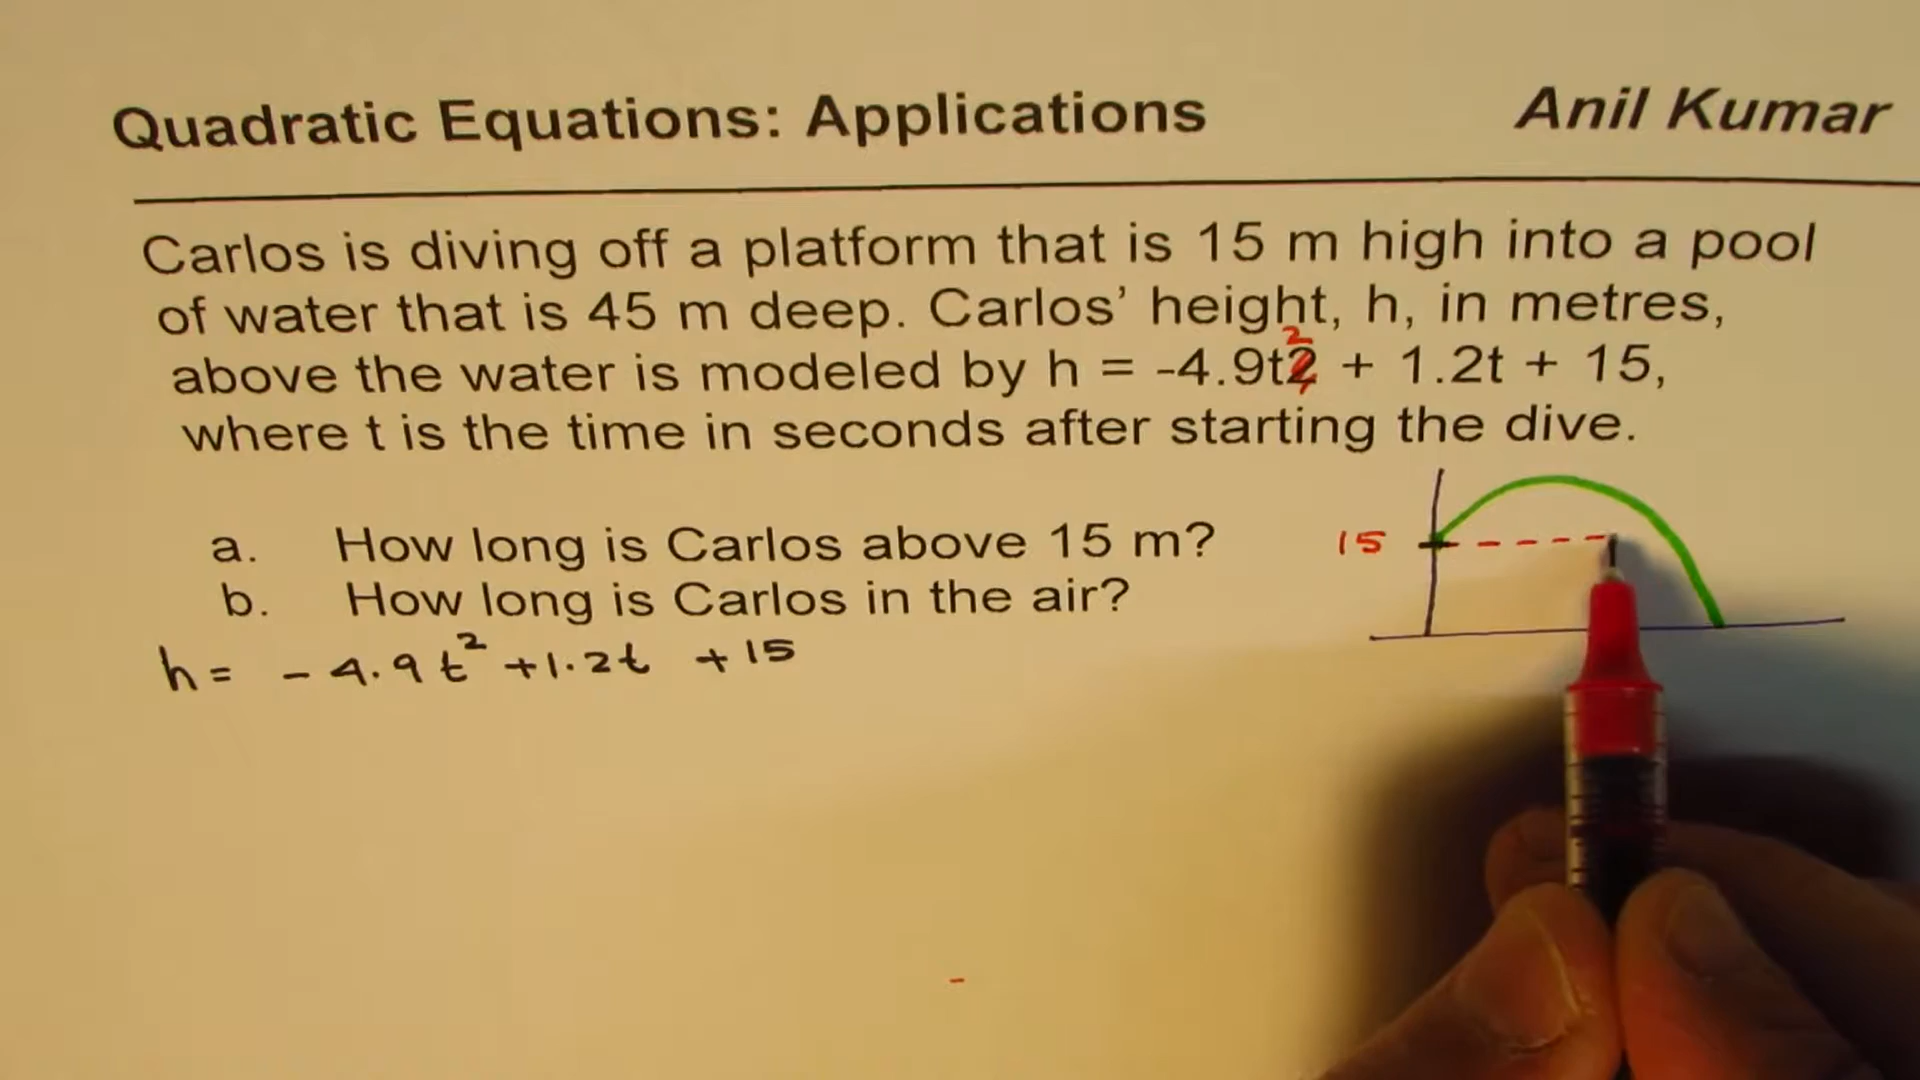 Quadratic Equations: Applications
Anil Kumar
Carlos is diving off a platform that is 15 m high into a pool
of water that is 45 m deep. Carlos’ height, h, in metres,
above the water is modeled by h = -4.9t2² + 1.2t + 15,
where t is the time in seconds after starting the dive.
a. How long is Carlos above 15 m?
15
b. How long is Carlos in the air?
h = - 4.9t² +1.2t +15